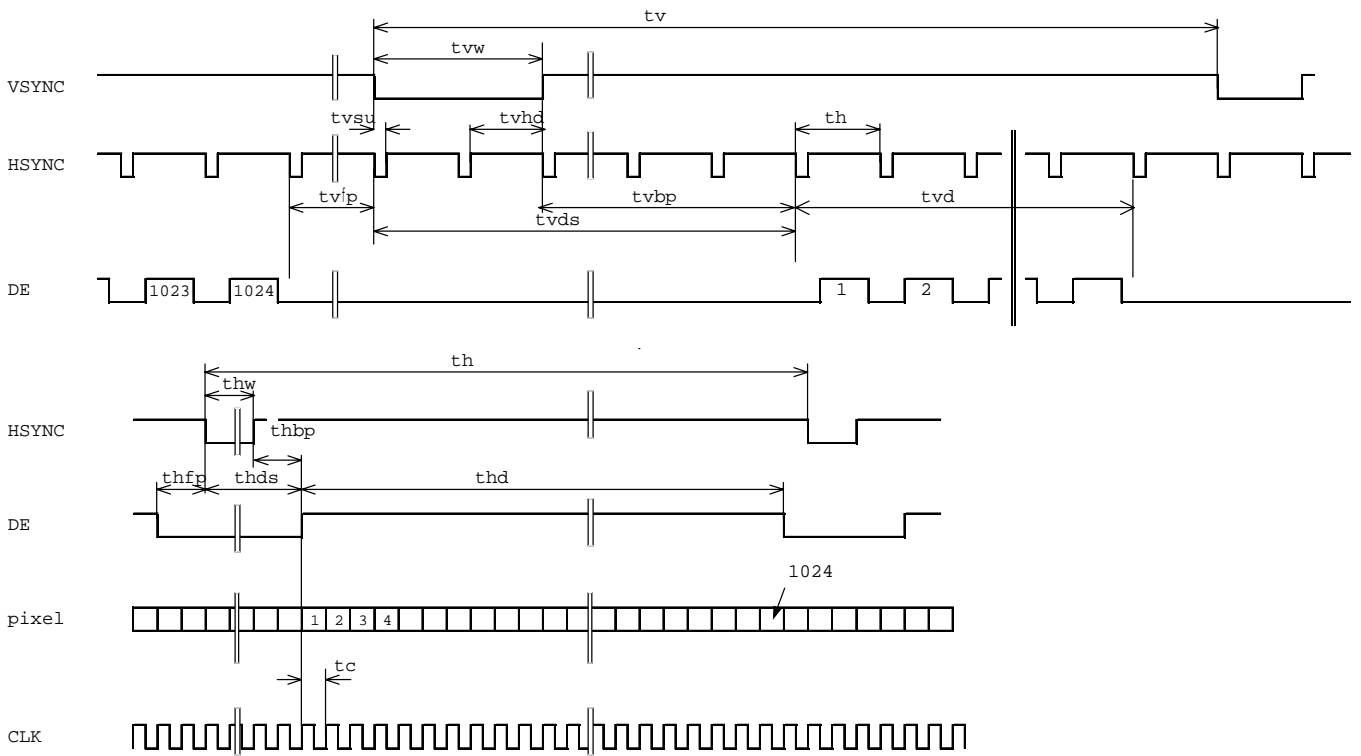 tv
tvw
VSYNC
tvsu tvhd th
HSYNC
tvfp tvbp tvd
tvds
DE 1023 1024 1 2
th
thw
HSYNC
thbp
thfp thds thd
DE
1024
pixel 1 2 3 4
tc
CLK